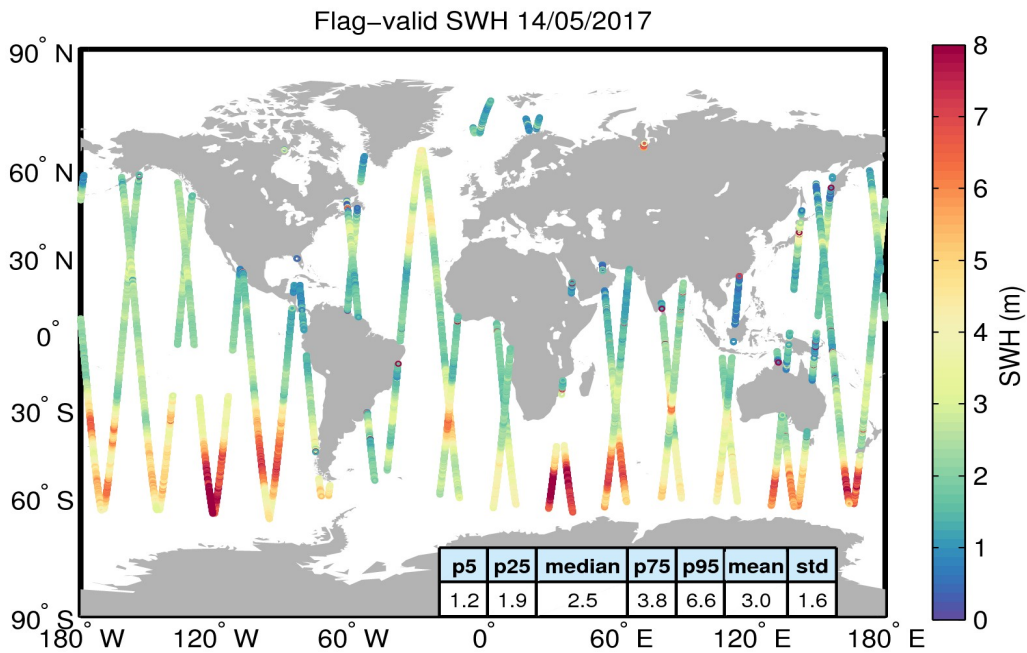 Flag−valid SWH 14/05/2017
90° N
60° N
30° N
0°
30° S
60° S
90° S
180° W
120° W
60° W
0°
60° E
120° E
180° E
p5 p25 median p75 p95 mean std
1.2 1.9 2.5 3.8 6.6 3.0 1.6
8
7
6
5
4
3
2
1
0
SWH (m)